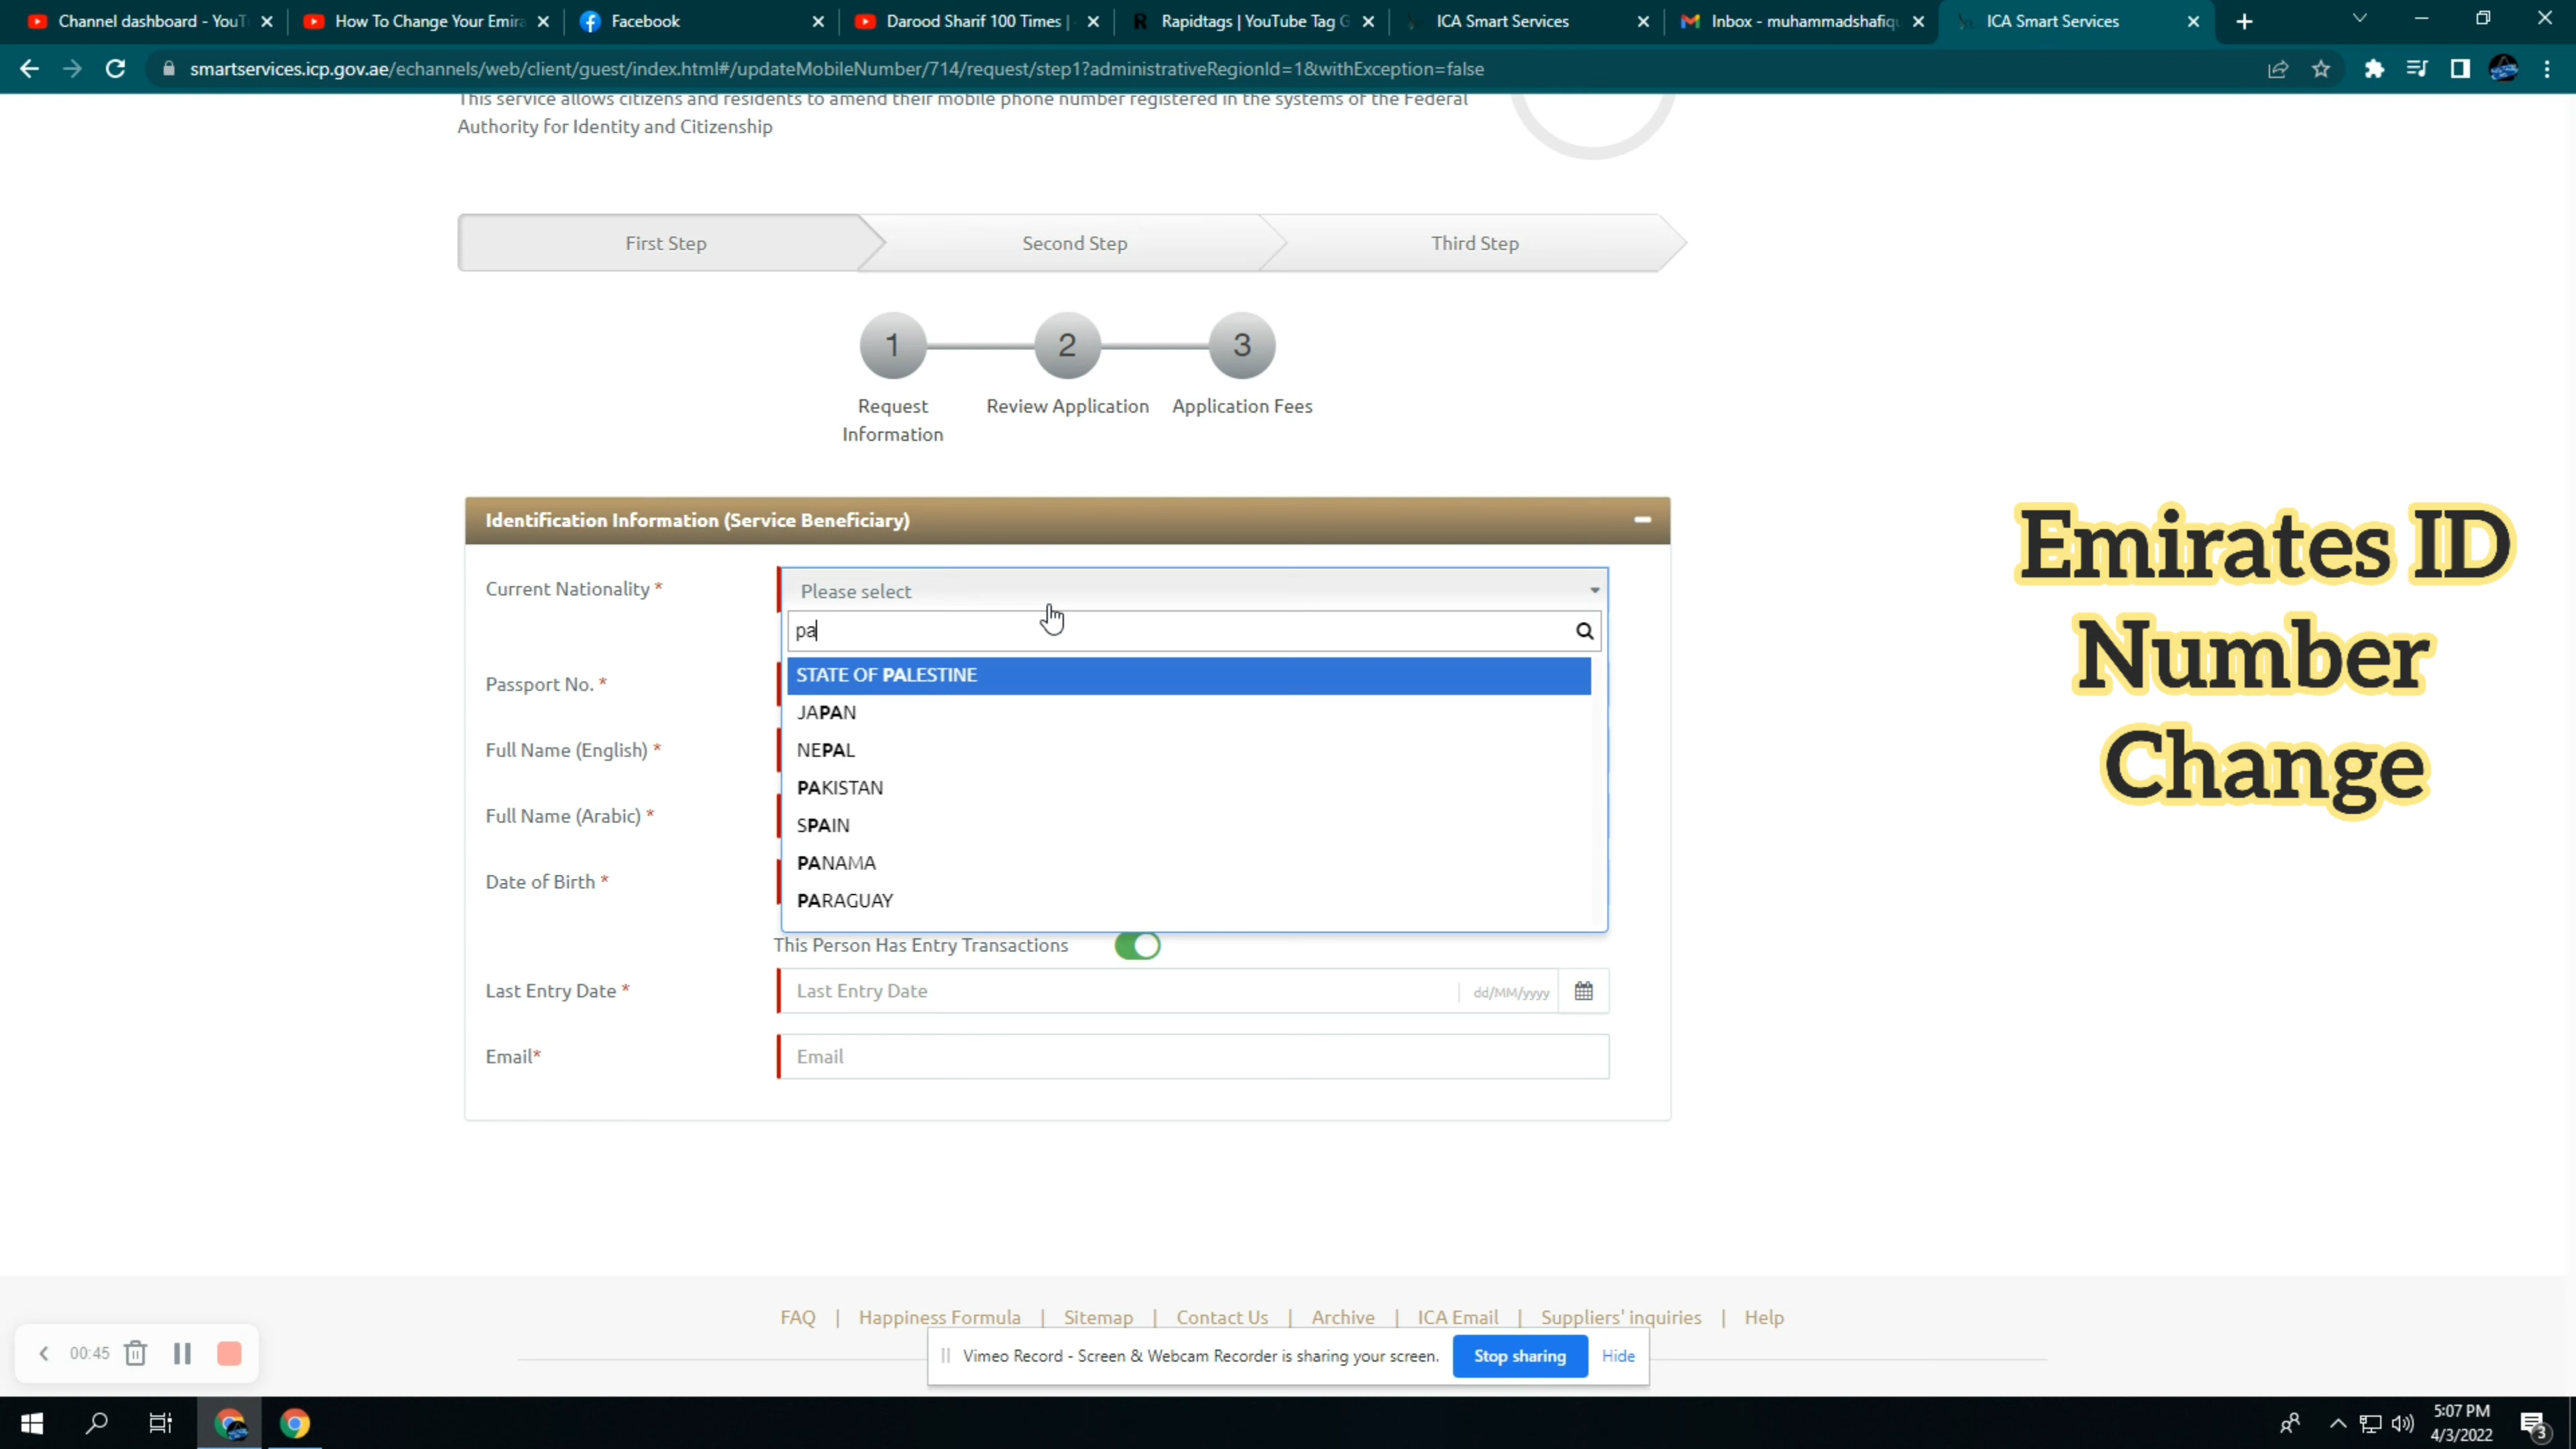 Channel dashboard - YouT
How To Change Your Emira
Facebook
Darood Sharif 100 Times |
Rapidtags | YouTube Tag G
ICA Smart Services
Inbox - muhammadshafiqu
ICA Smart Services
smartservices.icp.gov.ae/echannels/web/client/guest/index.html#/updateMobileNumber/714/request/step1?administrativeRegionId=1&withException=false
This service allows citizens and residents to amend their mobile phone number registered in the systems of the Federal
Authority for Identity and Citizenship
First Step
Second Step
Third Step
1
2
3
Request
Information
Review Application
Application Fees
Identification Information (Service Beneficiary)
Current Nationality *
Please select
pa
STATE OF PALESTINE
JAPAN
NEPAL
PAKISTAN
SPAIN
PANAMA
PARAGUAY
Passport No. *
Full Name (English) *
Full Name (Arabic) *
Date of Birth *
This Person Has Entry Transactions
Last Entry Date *
Last Entry Date
dd/MM/yyyy
Email*
Email
Emirates ID
Number
Change
FAQ | Happiness Formula | Sitemap | Contact Us | Archive | ICA Email | Suppliers' inquiries | Help
00:45
Vimeo Record - Screen & Webcam Recorder is sharing your screen.
Stop sharing
Hide
5:07 PM
4/3/2022
3